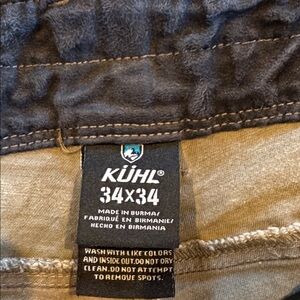 KÜHL®
34X34
MADE IN BURMA/
FABRIQUÉ EN BIRMANIE/
HECHO EN BIRMANIA
WASH WITH LIKE COLORS
AND INSIDE OUT. DO NOT DRY
CLEAN. DO NOT ATTEMPT
TO REMOVE SPOTS.